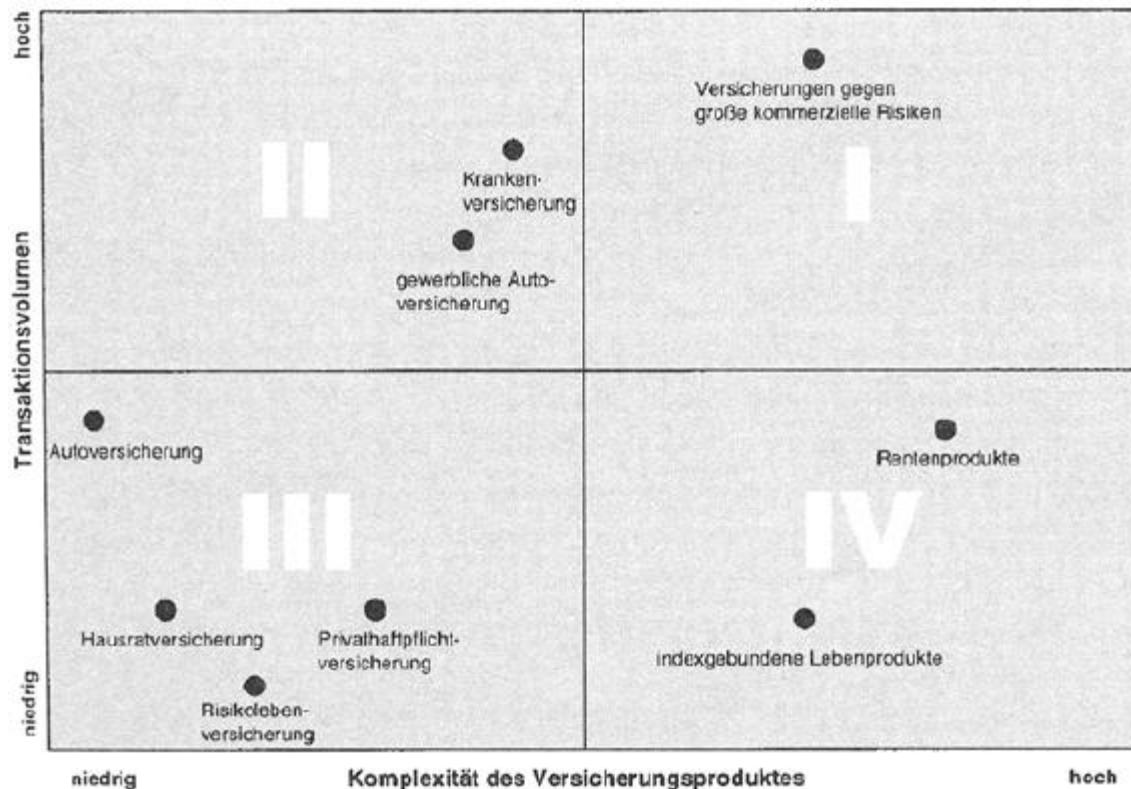 hoch
Versicherungen gegen
große kommerzielle Risiken
II
I
Kranken-
versicherung
gewerbliche Auto-
versicherung
Transaktionsvolumen
Autoversicherung
Rentenprodukte
III
IV
Hausratversicherung
Privathaftpflicht-
versicherung
indexgebundene Lebenprodukte
Risikoleben-
versicherung
niedrig
niedrig
Komplexität des Versicherungsproduktes
hoch